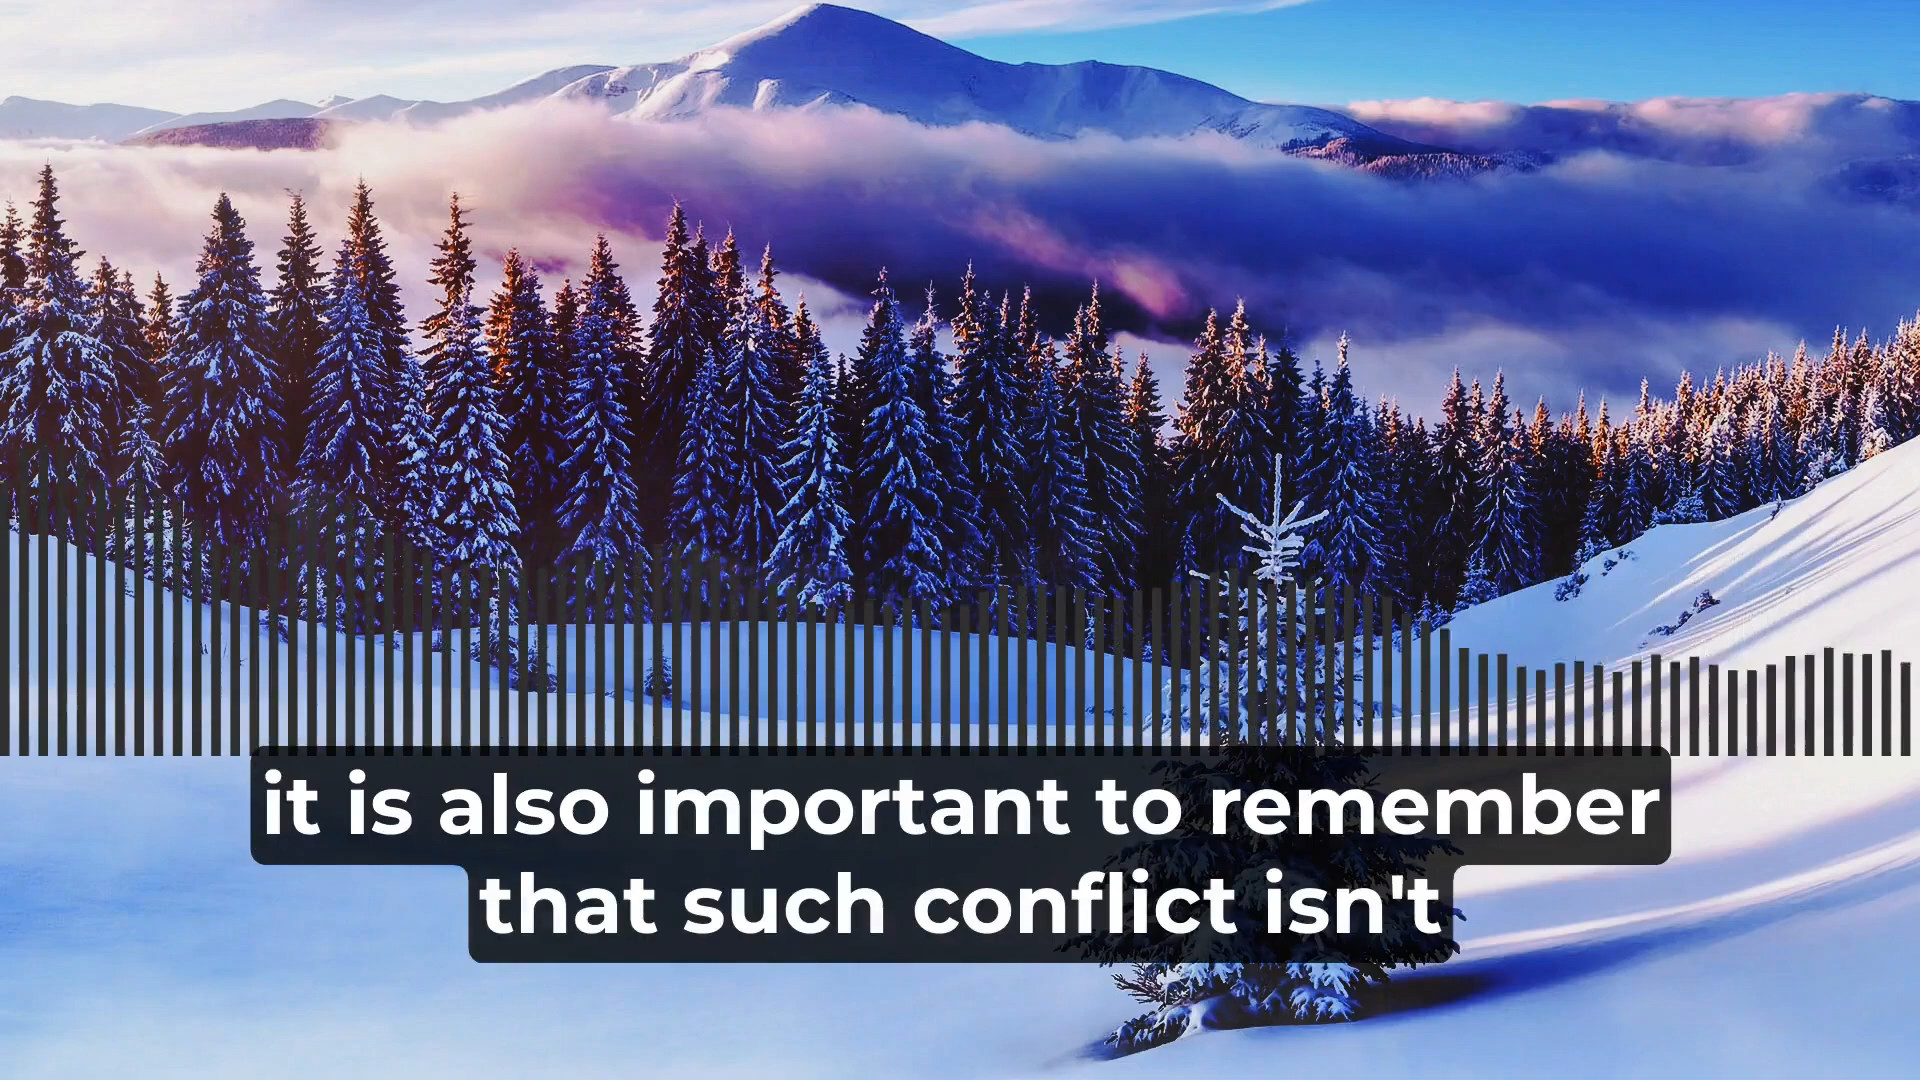 it is also important to remember
that such conflict isn't